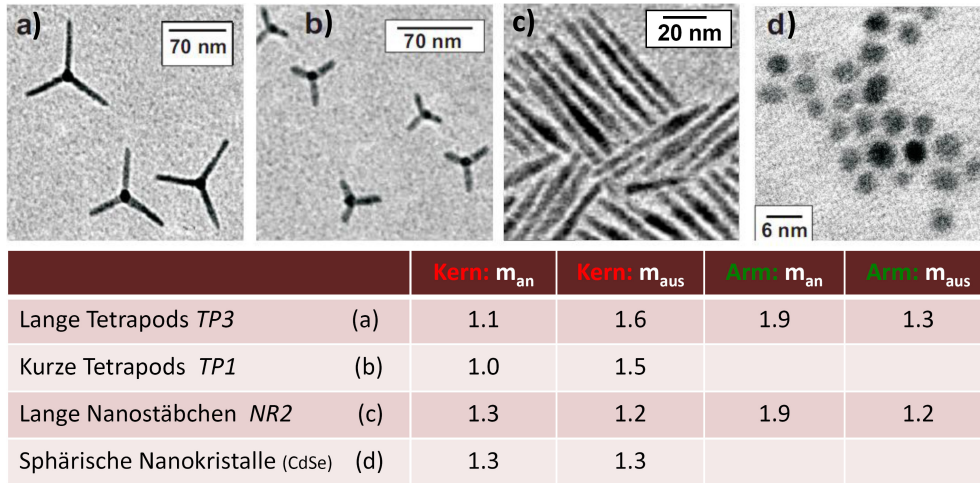 a)
70 nm
b)
70 nm
c)
20 nm
d)
6 nm
Kern: man Kern: maus Arm: man Arm: maus
Lange Tetrapods TP3 (a) 1.1 1.6 1.9 1.3
Kurze Tetrapods TP1 (b) 1.0 1.5
Lange Nanostäbchen NR2 (c) 1.3 1.2 1.9 1.2
Sphärische Nanokristalle (CdSe) (d) 1.3 1.3